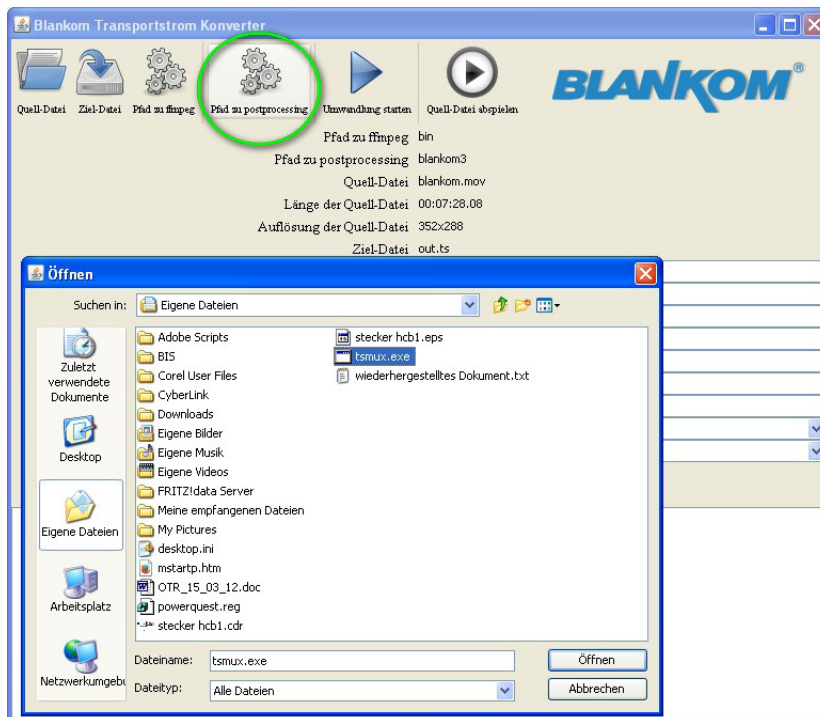 Blankom Transportstrom Konverter
Quell-Datei Ziel-Datei Pfad zu ffmpeg Pfad zu postprocessing Umwandlung starten Quell-Datei abspielen
BLANKOM®
Pfad zu ffmpeg bin
Pfad zu postprocessing blankom3
Quell-Datei blankom.mov
Länge der Quell-Datei 00:07:28.08
Auflösung der Quell-Datei 352x288
Ziel-Datei out.ts
Öffnen
Suchen in: Eigene Dateien
Zuletzt verwendete Dokumente
Desktop
Eigene Dateien
Arbeitsplatz
Netzwerkumgebu
Adobe Scripts
BIS
Corel User Files
CyberLink
Downloads
Eigene Bilder
Eigene Musik
Eigene Videos
FRITZ!data Server
Meine empfangenen Dateien
My Pictures
desktop.ini
mstartp.htm
OTR_15_03_12.doc
powerquest.reg
stecker hcb1.cdr
stecker hcb1.eps
tsmux.exe
wiederhergestelltes Dokument.txt
Dateiname: tsmux.exe Öffnen
Dateityp: Alle Dateien Abbrechen